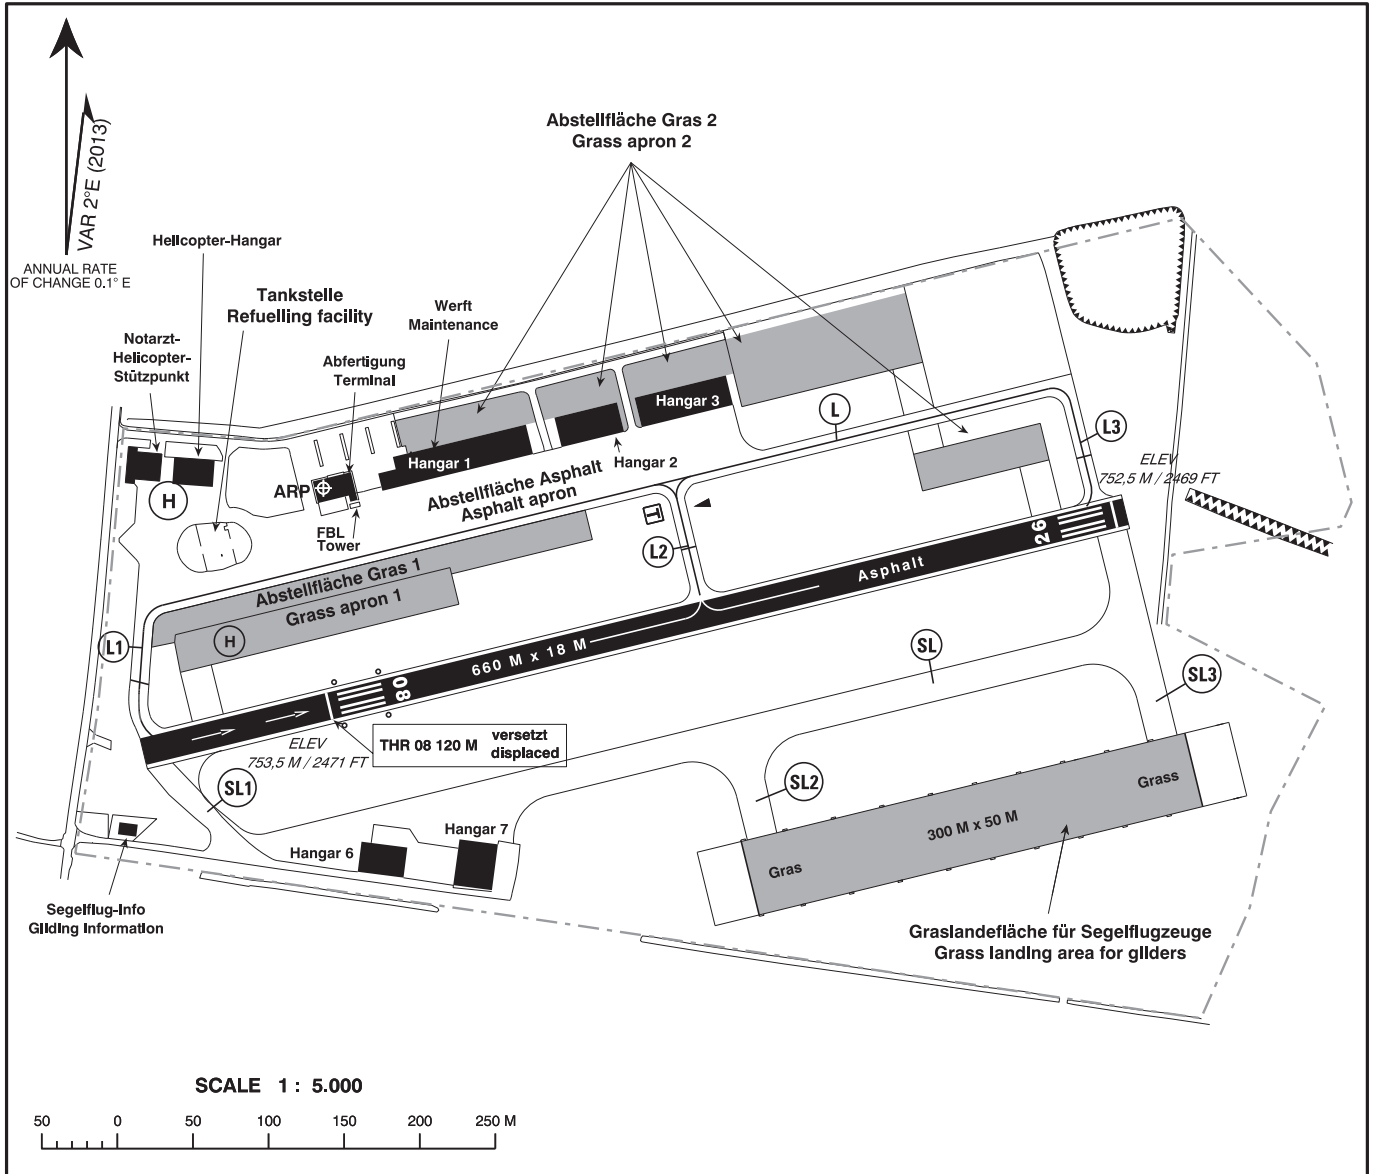 VAR 2°E (2013)
ANNUAL RATE
OF CHANGE 0.1° E
Abstellfläche Gras 2
Grass apron 2
Helicopter-Hangar
Tankstelle
Refuelling facility
Werft
Maintenance
Notarzt-
Helicopter-
Stützpunkt
Abfertigung
Terminal
Hangar 3
L
L3
Hangar 1
Hangar 2
ELEV
752,5 M / 2469 FT
ARP
H
Abstellfläche Asphalt
Asphalt apron
T
FBL
Tower
26
L2
Asphalt
Abstellfläche Gras 1
Grass apron 1
H
L1
660 M x 18 M
SL
SL3
08
THR 08 120 M versetzt
displaced
ELEV
753,5 M / 2471 FT
SL1
SL2
Grass
300 M x 50 M
Gras
Hangar 7
Hangar 6
Segelflug-Info
Gliding Information
Graslandefläche für Segelflugzeuge
Grass landing area for gliders
SCALE 1 : 5.000
50 0 50 100 150 200 250 M